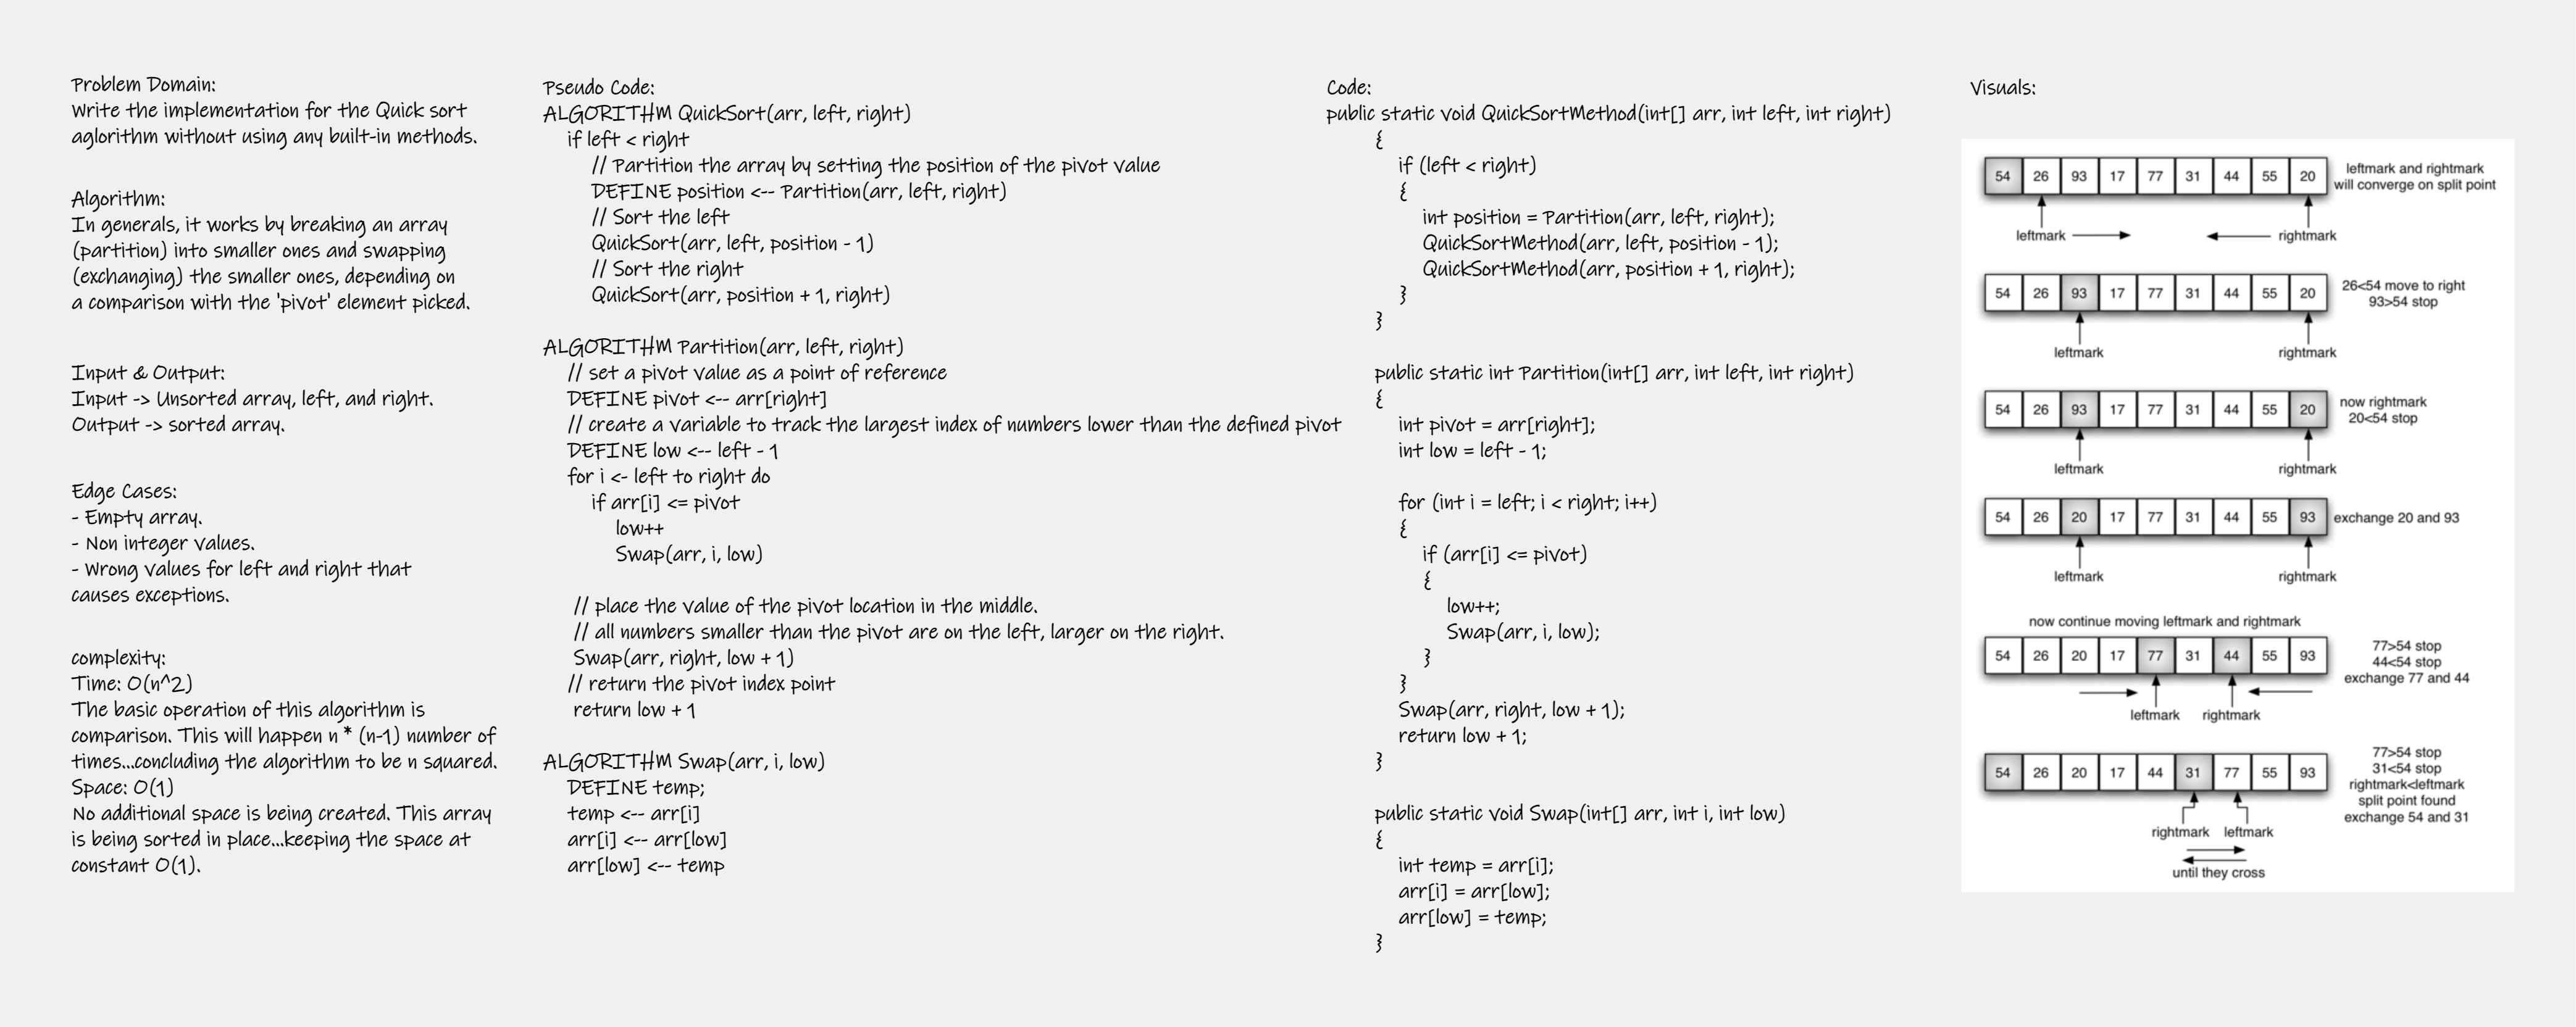 Problem Domain:
Write the implementation for the Quick sort
aglorithm without using any built-in methods.
Algorithm:
In generals, it works by breaking an array
(partition) into smaller ones and swapping
(exchanging) the smaller ones, depending on
a comparison with the 'pivot' element picked.
Input & Output:
Input -> Unsorted array, left, and right.
Output -> sorted array.
Edge Cases:
- Empty array.
- Non integer values.
- Wrong values for left and right that
causes exceptions.
complexity:
Time: O(n^2)
The basic operation of this algorithm is
comparison. This will happen n * (n-1) number of
times...concluding the algorithm to be n squared.
Space: O(1)
No additional space is being created. This array
is being sorted in place...keeping the space at
constant O(1).
Pseudo Code:
ALGORITHM QuickSort(arr, left, right)
if left < right
// Partition the array by setting the position of the pivot value
DEFINE position <-- Partition(arr, left, right)
// Sort the left
QuickSort(arr, left, position - 1)
// Sort the right
QuickSort(arr, position + 1, right)
ALGORITHM Partition(arr, left, right)
// set a pivot value as a point of reference
DEFINE pivot <-- arr[right]
// create a variable to track the largest index of numbers lower than the defined pivot
DEFINE low <-- left - 1
for i <- left to right do
if arr[i] <= pivot
low++
Swap(arr, i, low)
// place the value of the pivot location in the middle.
// all numbers smaller than the pivot are on the left, larger on the right.
Swap(arr, right, low + 1)
// return the pivot index point
return low + 1
ALGORITHM Swap(arr, i, low)
DEFINE temp;
temp <-- arr[i]
arr[i] <-- arr[low]
arr[low] <-- temp
Code:
public static void QuickSortMethod(int[] arr, int left, int right)
{
if (left < right)
{
int position = Partition(arr, left, right);
QuickSortMethod(arr, left, position - 1);
QuickSortMethod(arr, position + 1, right);
}
}
public static int Partition(int[] arr, int left, int right)
{
int pivot = arr[right];
int low = left - 1;
for (int i = left; i < right; i++)
{
if (arr[i] <= pivot)
{
low++;
Swap(arr, i, low);
}
}
Swap(arr, right, low + 1);
return low + 1;
}
public static void Swap(int[] arr, int i, int low)
{
int temp = arr[i];
arr[i] = arr[low];
arr[low] = temp;
}
Visuals:
54 26 93 17 77 31 44 55 20
leftmark and rightmark
will converge on split point
leftmark rightmark
54 26 93 17 77 31 44 55 20
26<54 move to right
93>54 stop
leftmark rightmark
54 26 93 17 77 31 44 55 20
now rightmark
20<54 stop
leftmark rightmark
54 26 20 17 77 31 44 55 93
exchange 20 and 93
leftmark rightmark
now continue moving leftmark and rightmark
54 26 20 17 77 31 44 55 93
77>54 stop
44<54 stop
exchange 77 and 44
leftmark rightmark
54 26 20 17 44 31 77 55 93
77>54 stop
31<54 stop
rightmark<leftmark
split point found
exchange 54 and 31
rightmark leftmark
until they cross